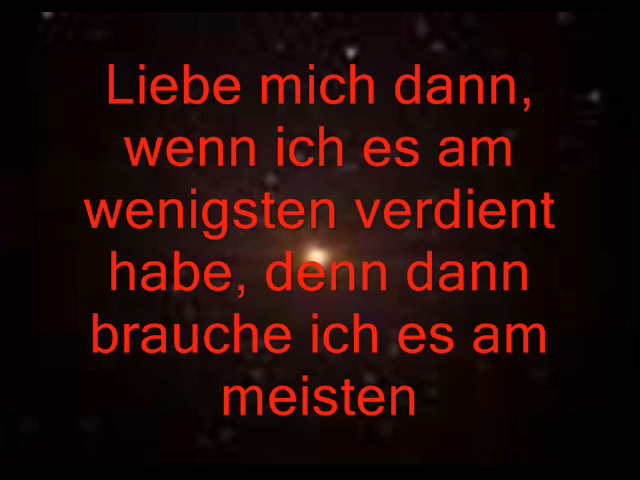 Liebe mich dann,
wenn ich es am
wenigsten verdient
habe, denn dann
brauche ich es am
meisten